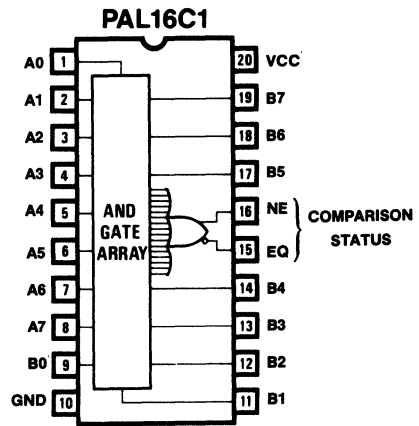 PAL16C1
A0 1 20 VCC
A1 2 19 B7
A2 3 18 B6
A3 4 17 B5
A4 5 16 NE
A5 6 15 EQ
A6 7 14 B4
A7 8 13 B3
B0 9 12 B2
GND 10 11 B1
AND
GATE
ARRAY
COMPARISON
STATUS